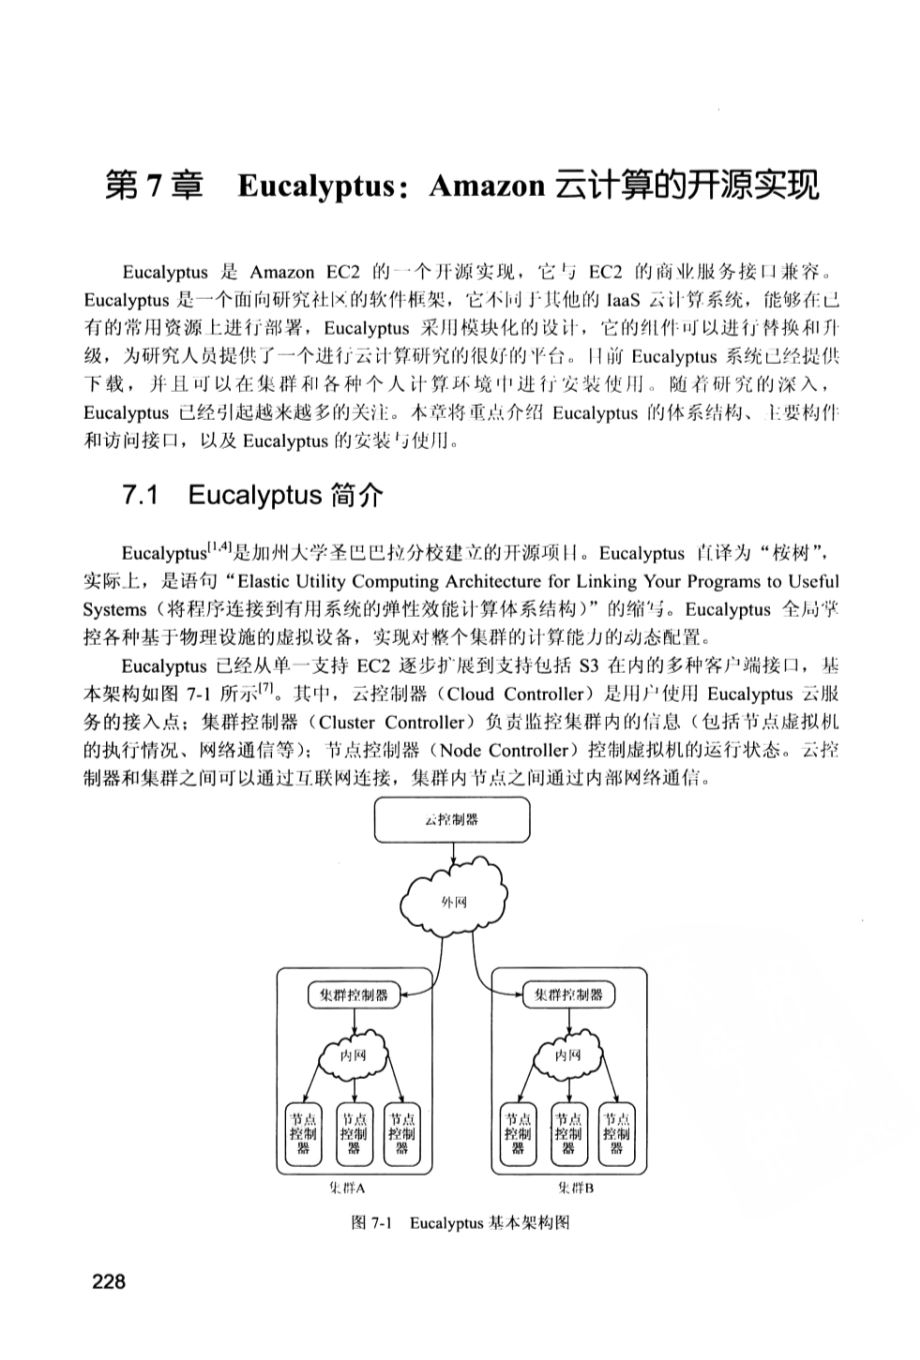 第 7 章 Eucalyptus：Amazon 云计算的开源实现
Eucalyptus 是 Amazon EC2 的一个开源实现，它与 EC2 的商业服务接口兼容。
Eucalyptus 是一个面向研究社区的软件框架，它不同于其他的 IaaS 云计算系统，能够在已
有的常用资源上进行部署，Eucalyptus 采用模块化的设计，它的组件可以进行替换和升
级，为研究人员提供了一个进行云计算研究的很好的平台。目前 Eucalyptus 系统已经提供
下载，并且可以在集群和各种个人计算环境中进行安装使用。随着研究的深入，
Eucalyptus 已经引起越来越多的关注。本章将重点介绍 Eucalyptus 的体系结构、主要构件
和访问接口，以及 Eucalyptus 的安装与使用。
7.1 Eucalyptus 简介
Eucalyptus[1,4]是加州大学圣巴巴拉分校建立的开源项目。Eucalyptus 直译为“桉树”，
实际上，是语句“Elastic Utility Computing Architecture for Linking Your Programs to Useful
Systems（将程序连接到有用系统的弹性效能计算体系结构）”的缩写。Eucalyptus 全局掌
控各种基于物理设施的虚拟设备，实现对整个集群的计算能力的动态配置。
Eucalyptus 已经从单一支持 EC2 逐步扩展到支持包括 S3 在内的多种客户端接口，基
本架构如图 7-1 所示[7]。其中，云控制器（Cloud Controller）是用户使用 Eucalyptus 云服
务的接入点；集群控制器（Cluster Controller）负责监控集群内的信息（包括节点虚拟机
的执行情况、网络通信等）；节点控制器（Node Controller）控制虚拟机的运行状态。云控
制器和集群之间可以通过互联网连接，集群内节点之间通过内部网络通信。
云控制器
外网
集群控制器
集群控制器
内网
内网
节点
控制
器
节点
控制
器
节点
控制
器
节点
控制
器
节点
控制
器
节点
控制
器
集群A
集群B
图 7-1 Eucalyptus 基本架构图
228